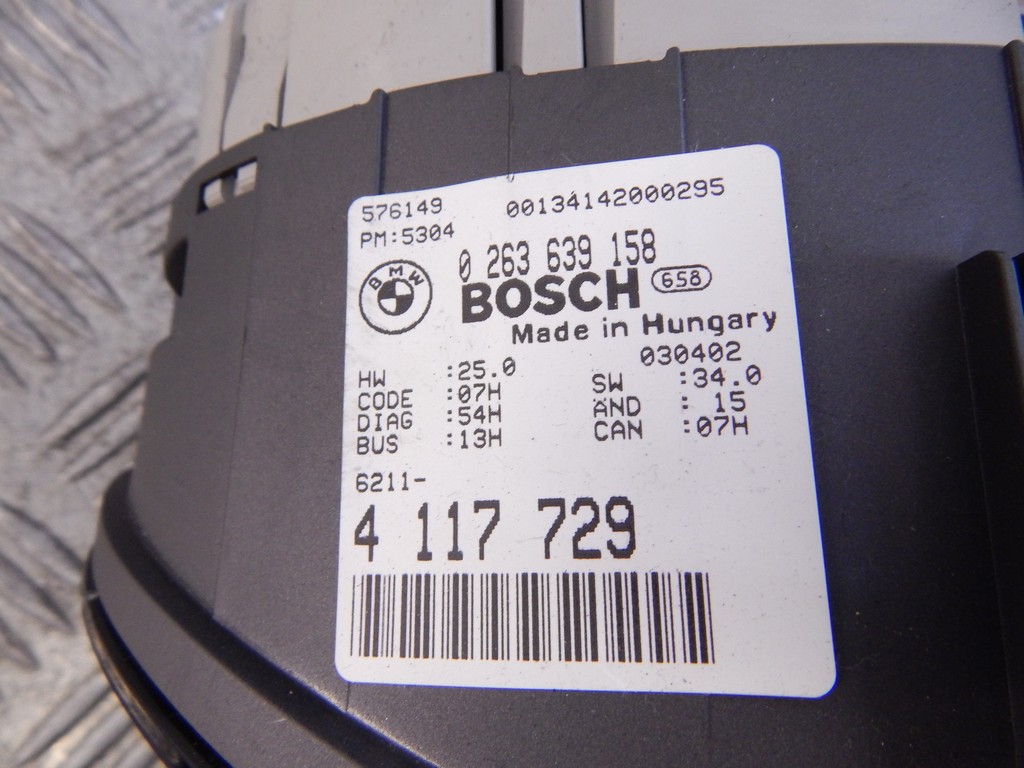 576149 00134142000295
PM:5304
0 263 639 158
BMW
BOSCH 658
Made in Hungary
030402
HW :25.0 SW :34.0
CODE :07H AND : 15
DIAG :54H CAN :07H
BUS :13H
6211-
4 117 729